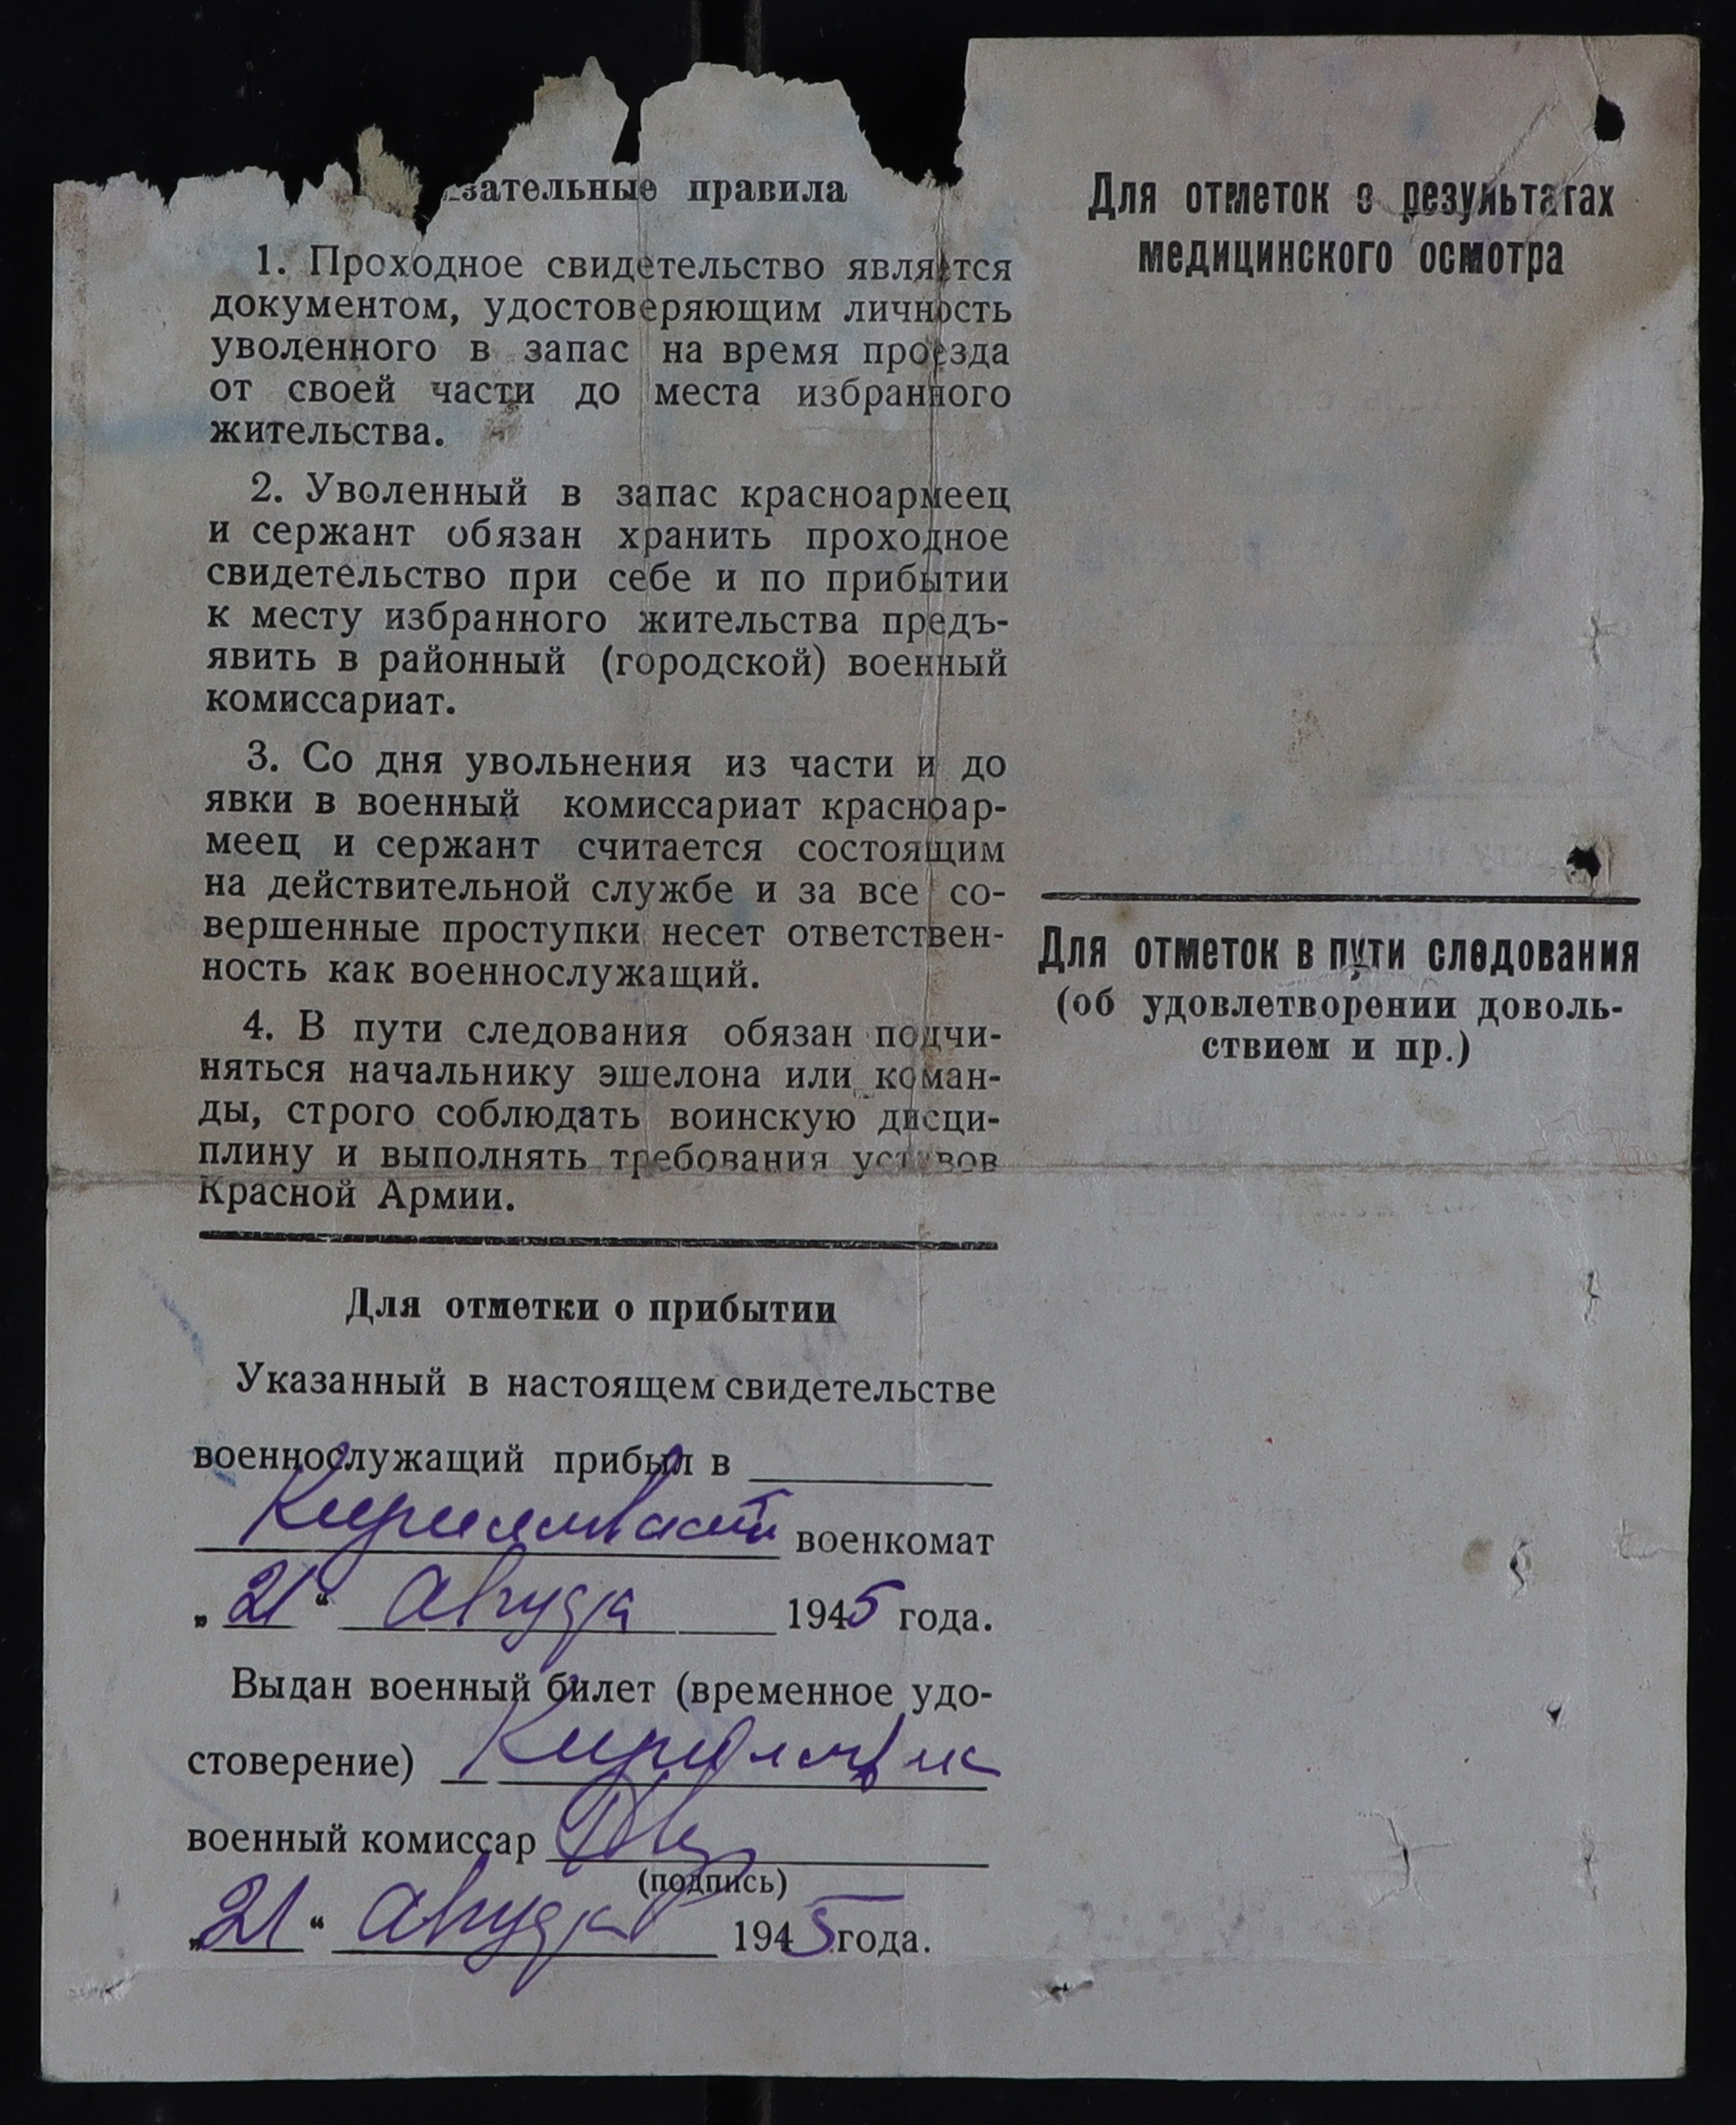 зательные правила
1. Проходное свидетельство является
документом, удостоверяющим личность
уволенного в запас на время проезда
от своей части до места избранного
жительства.
2. Уволенный в запас красноармеец
и сержант обязан хранить проходное
свидетельство при себе и по прибытии
к месту избранного жительства предъ-
явить в районный (городской) военный
комиссариат.
3. Со дня увольнения из части и до
явки в военный комиссариат красноар-
меец и сержант считается состоящим
на действительной службе и за все со-
вершенные проступки несет ответствен-
ность как военнослужащий.
4. В пути следования обязан подчи-
няться начальнику эшелона или коман-
ды, строго соблюдать воинскую дисци-
плину и выполнять требования уставов
Красной Армии.
Для отметки о прибытии
Указанный в настоящем свидетельстве
военнослужащий прибыл в
военкомат
„21“ августа 1945 года.
Выдан военный билет (временное удо-
стоверение)
военный комиссар
(подпись)
„21“ августа 1945 года.
Для отметок о результатах
медицинского осмотра
Для отметок в пути следования
(об удовлетворении доволь-
ствием и пр.)